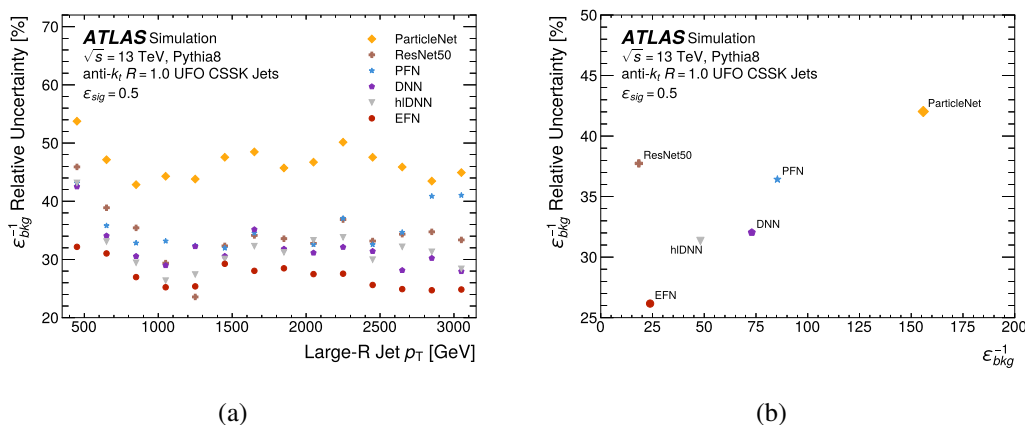 ATLAS Simulation
√s = 13 TeV, Pythia8
anti-kₜ R = 1.0 UFO CSSK Jets
εsig = 0.5
ParticleNet
ResNet50
PFN
DNN
hlDNN
EFN
ε⁻¹bkg Relative Uncertainty [%]
70
60
50
40
30
20
500 1000 1500 2000 2500 3000
Large-R Jet pT [GeV]
(a)
ATLAS Simulation
√s = 13 TeV, Pythia8
anti-kₜ R = 1.0 UFO CSSK Jets
εsig = 0.5
ParticleNet
ResNet50
PFN
DNN
hlDNN
EFN
ε⁻¹bkg Relative Uncertainty [%]
50
45
40
35
30
25
0 25 50 75 100 125 150 175 200
ε⁻¹bkg
(b)